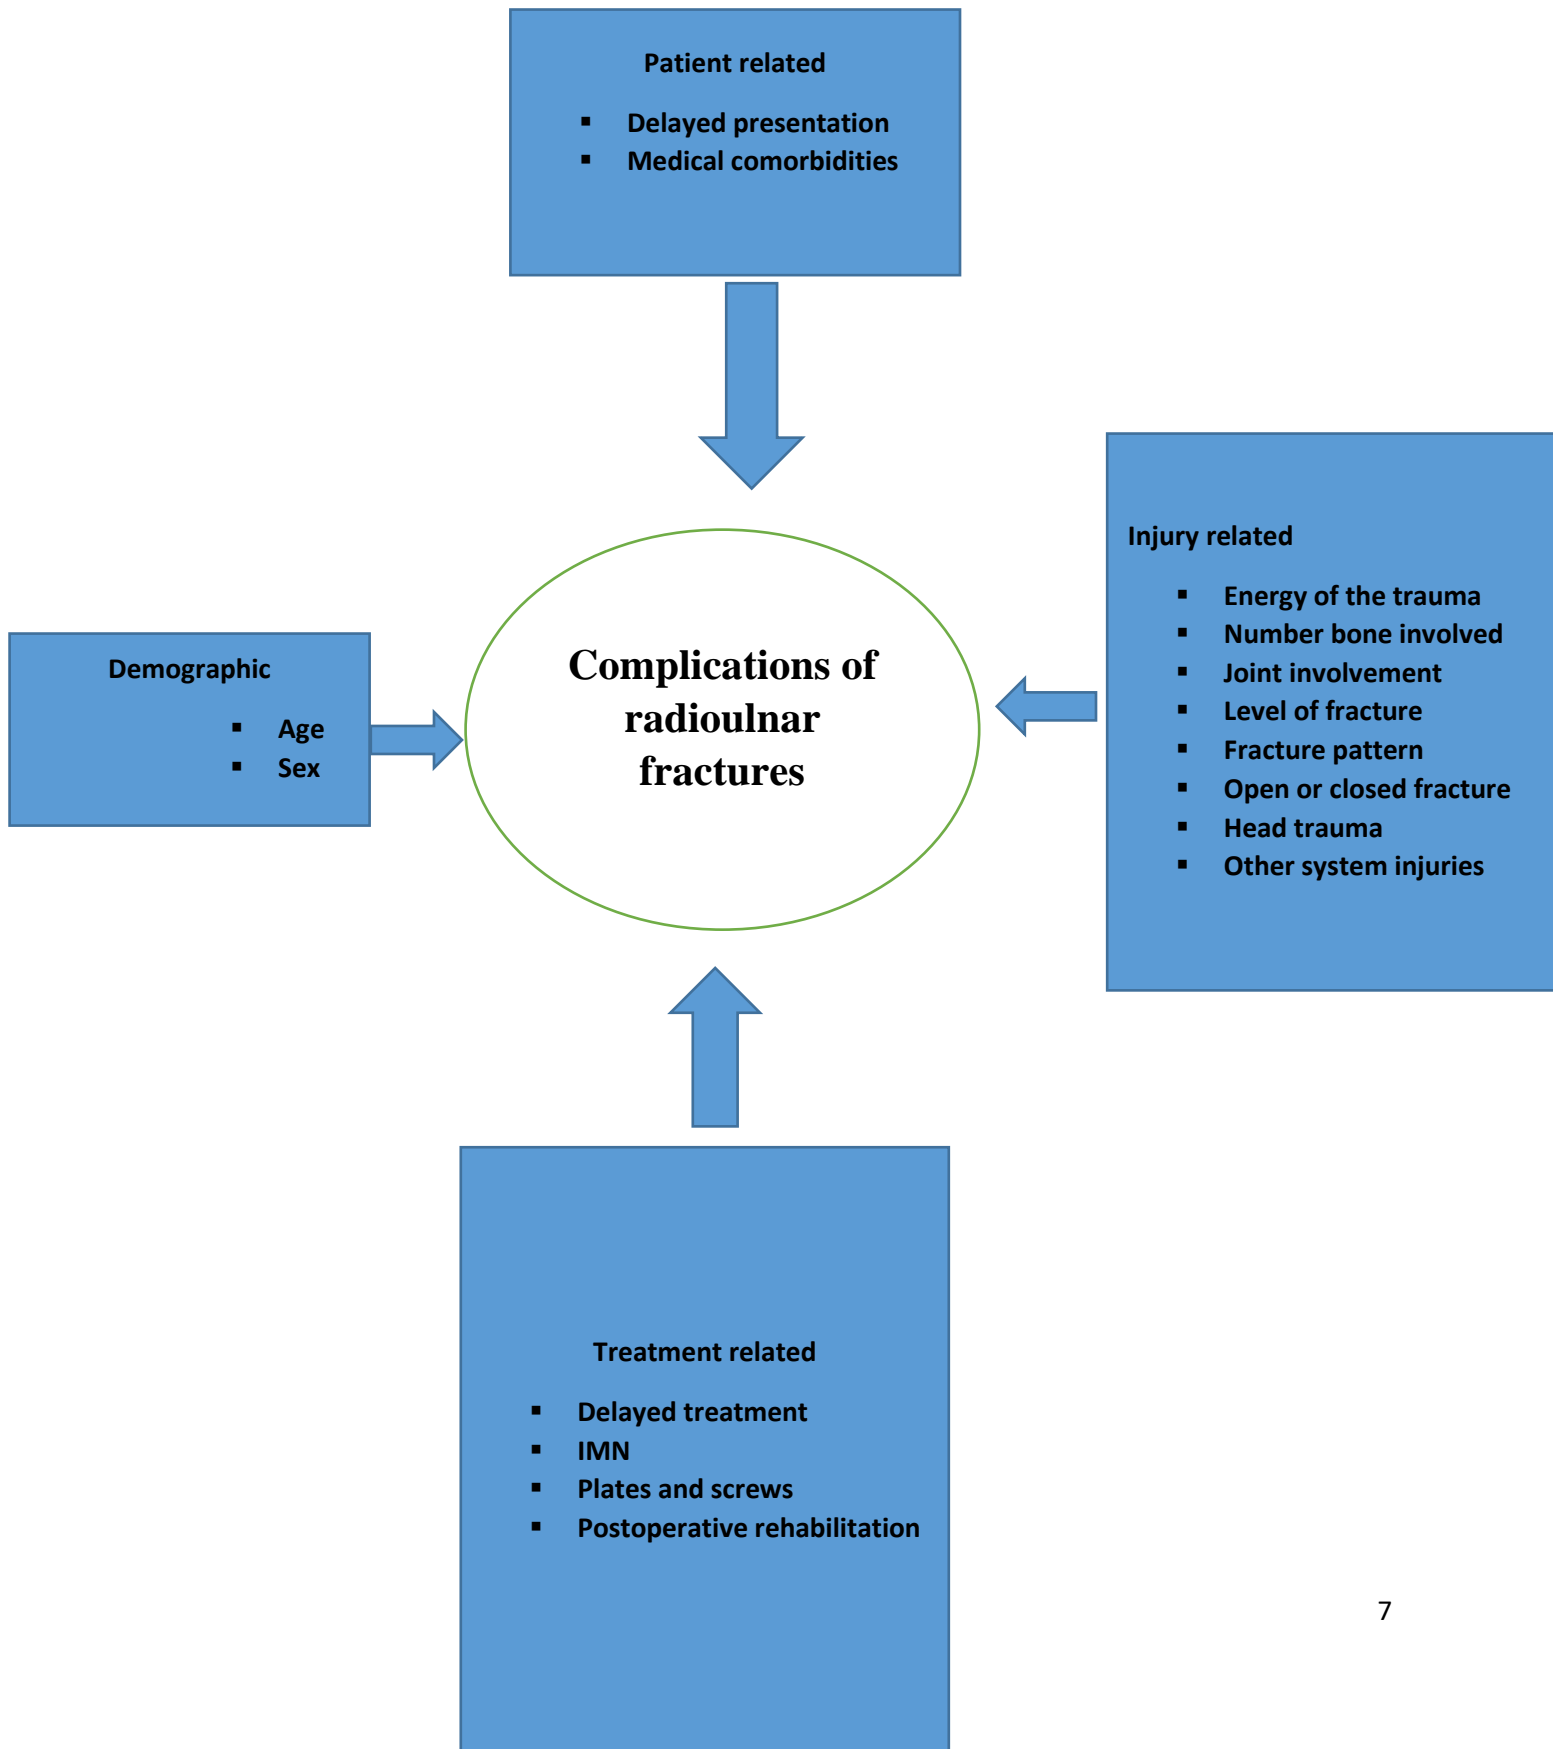 Patient related
▪ Delayed presentation
▪ Medical comorbidities
Injury related
▪ Energy of the trauma
▪ Number bone involved
▪ Joint involvement
▪ Level of fracture
▪ Fracture pattern
▪ Open or closed fracture
▪ Head trauma
▪ Other system injuries
Demographic
▪ Age
▪ Sex
Complications of
radioulnar
fractures
Treatment related
▪ Delayed treatment
▪ IMN
▪ Plates and screws
▪ Postoperative rehabilitation
7